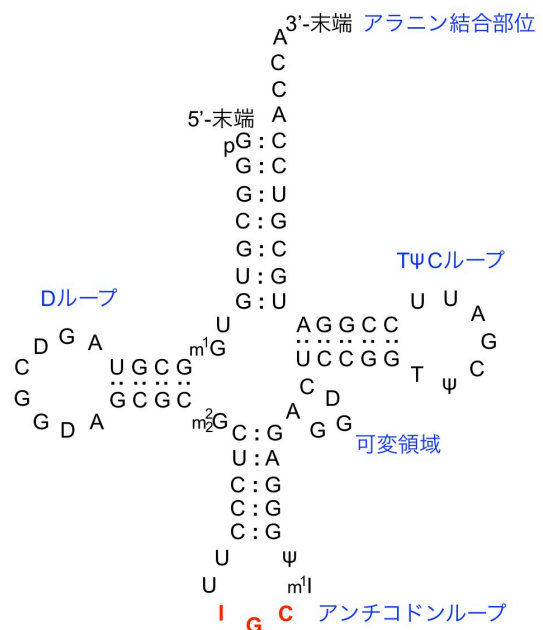 A 3’-末端 アラニン結合部位
C
C
5’-末端 A
pG : C
G : C
G : U
C : G
G : C
U : G
G : U
TΨCループ
Dループ
U A G G C C U U A G C Ψ T
m¹G U C C G G
C D G A U G C G
G G D A G C G C
m²₂G C : G A G G D C
可変領域
U : A
C : G
C : G
C : G
U Ψ
U m¹I
I G C アンチコドンループ